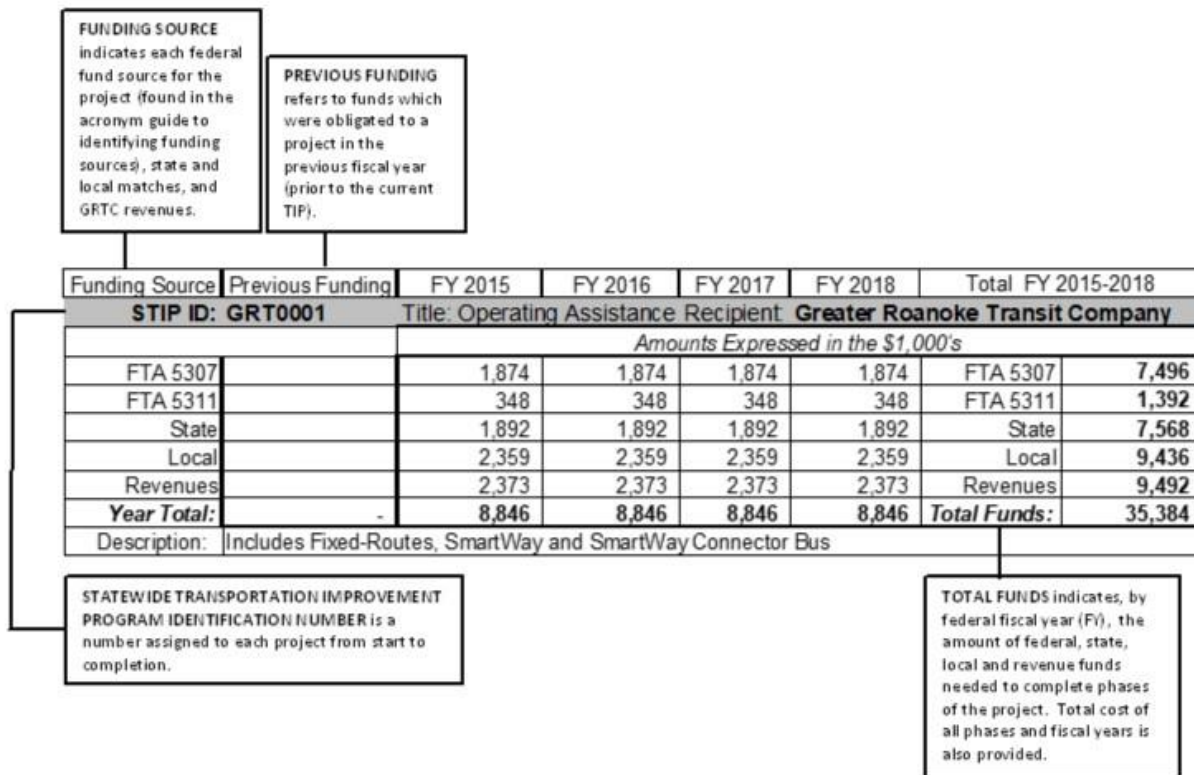 FUNDING SOURCE
indicates each federal
fund source for the
project (found in the
acronym guide to
identifying funding
sources), state and
local matches, and
GRTC revenues.
PREVIOUS FUNDING
refers to funds which
were obligated to a
project in the
previous fiscal year
(prior to the current
TIP).
Funding Source Previous Funding FY 2015 FY 2016 FY 2017 FY 2018 Total FY 2015-2018
STIP ID: GRT0001 Title: Operating Assistance Recipient: Greater Roanoke Transit Company
Amounts Expressed in the $1,000's
FTA 5307 1,874 1,874 1,874 1,874 FTA 5307 7,496
FTA 5311 348 348 348 348 FTA 5311 1,392
State 1,892 1,892 1,892 1,892 State 7,568
Local 2,359 2,359 2,359 2,359 Local 9,436
Revenues 2,373 2,373 2,373 2,373 Revenues 9,492
Year Total: - 8,846 8,846 8,846 8,846 Total Funds: 35,384
Description: Includes Fixed-Routes, SmartWay and SmartWay Connector Bus
STATEWIDE TRANSPORTATION IMPROVEMENT
PROGRAM IDENTIFICATION NUMBER is a
number assigned to each project from start to
completion.
TOTAL FUNDS indicates, by
federal fiscal year (FY), the
amount of federal, state,
local and revenue funds
needed to complete phases
of the project. Total cost of
all phases and fiscal years is
also provided.